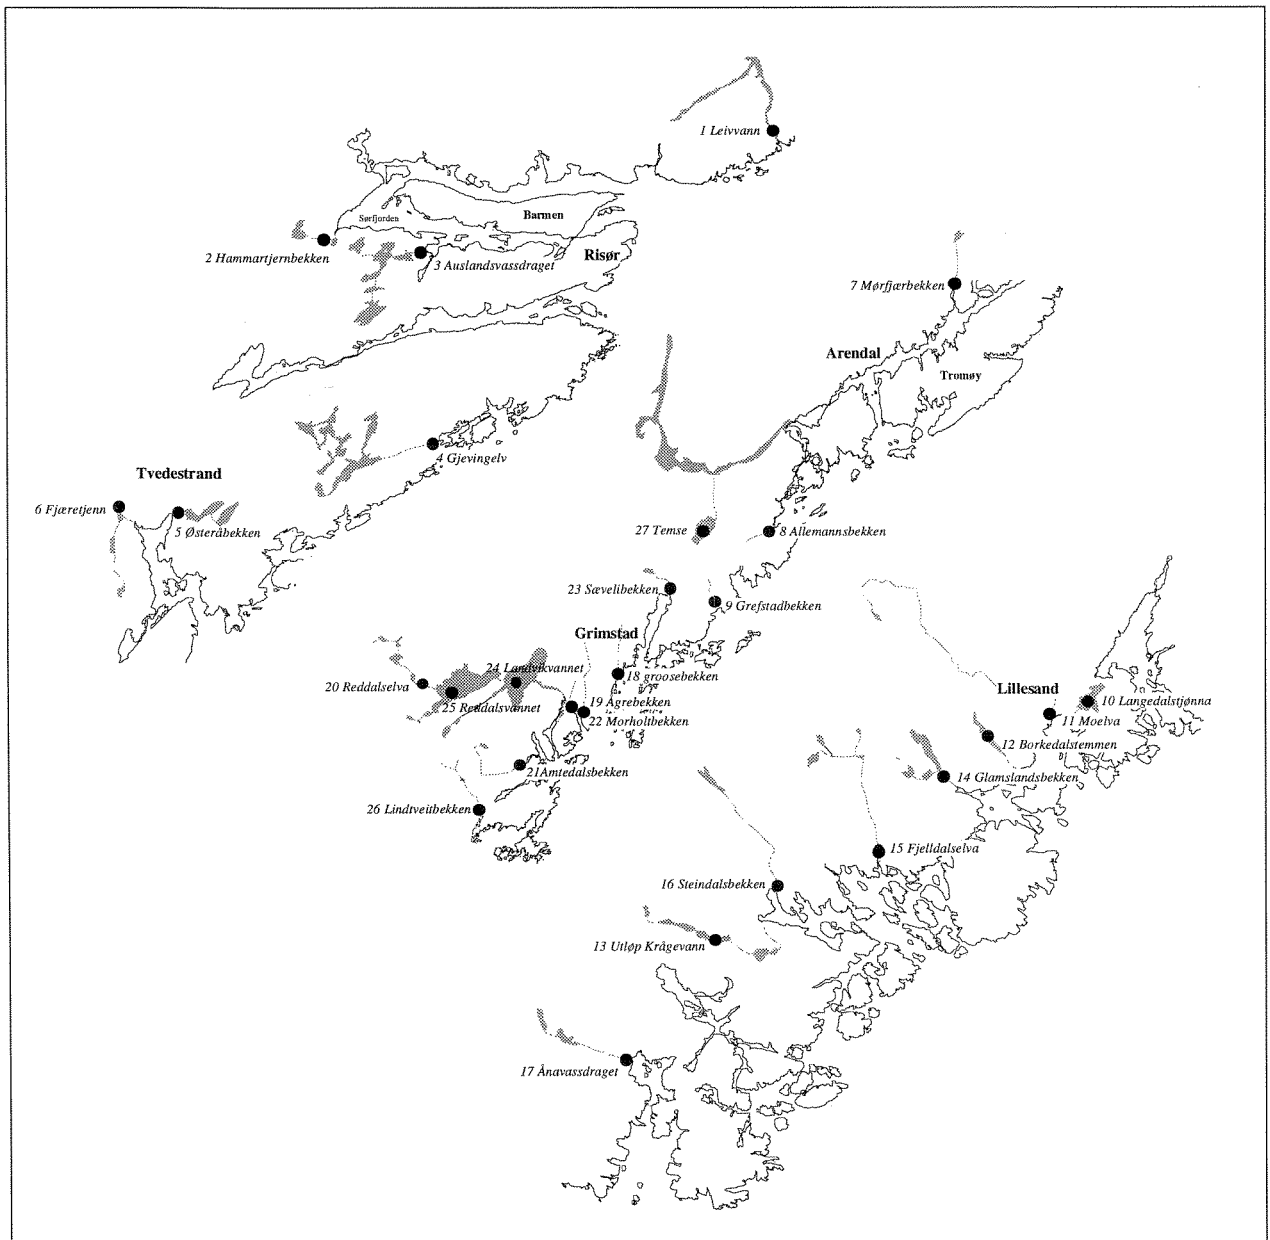 1 Leivvann
Sørfjorden
Barmen
2 Hammartjernbekken
3 Auslandsvassdraget
Risør
7 Mørfjærbekken
Arendal
Tromøy
4 Gjevingelv
Tvedestrand
6 Fjæretjenn
5 Østeråbekken
27 Temse
8 Allemannsbekken
23 Sævelibekken
9 Grefstadbekken
Grimstad
24 Landvikvannet
18 groosebekken
20 Reddalselva
25 Reddalsvannet
19 Agrebekken
22 Morholtbekken
Lillesand
10 Langedalstjønna
11 Moelva
12 Borkedalstemmen
21Amtedalsbekken
14 Glamslandsbekken
26 Lindtveitbekken
15 Fjelldalselva
16 Steindalsbekken
13 Utløp Krågevann
17 Ånavassdraget